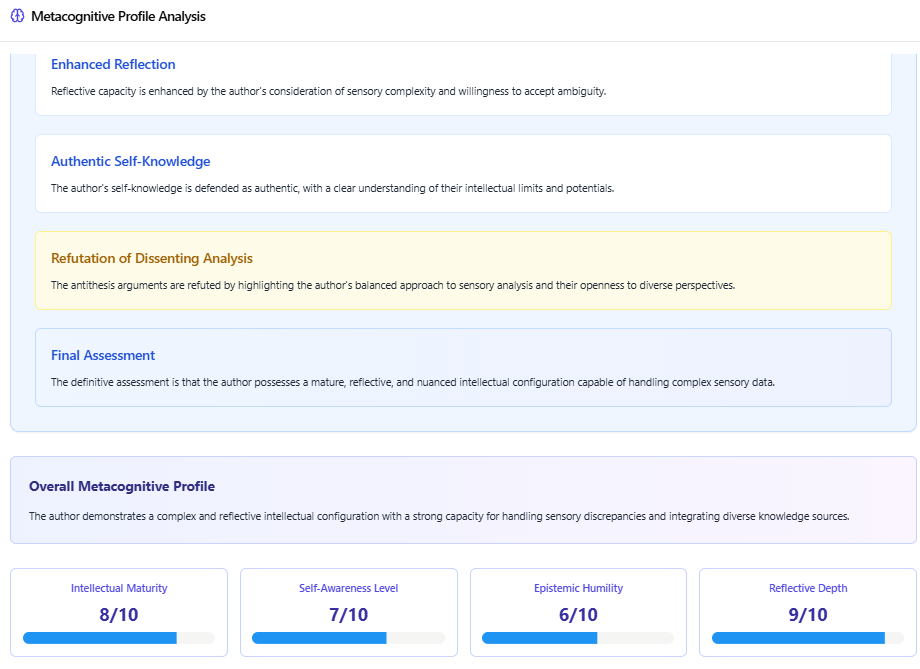 Metacognitive Profile Analysis
Enhanced Reflection
Reflective capacity is enhanced by the author's consideration of sensory complexity and willingness to accept ambiguity.
Authentic Self-Knowledge
The author's self-knowledge is defended as authentic, with a clear understanding of their intellectual limits and potentials.
Refutation of Dissenting Analysis
The antithesis arguments are refuted by highlighting the author's balanced approach to sensory analysis and their openness to diverse perspectives.
Final Assessment
The definitive assessment is that the author possesses a mature, reflective, and nuanced intellectual configuration capable of handling complex sensory data.
Overall Metacognitive Profile
The author demonstrates a complex and reflective intellectual configuration with a strong capacity for handling sensory discrepancies and integrating diverse knowledge sources.
Intellectual Maturity
8/10
Self-Awareness Level
7/10
Epistemic Humility
6/10
Reflective Depth
9/10